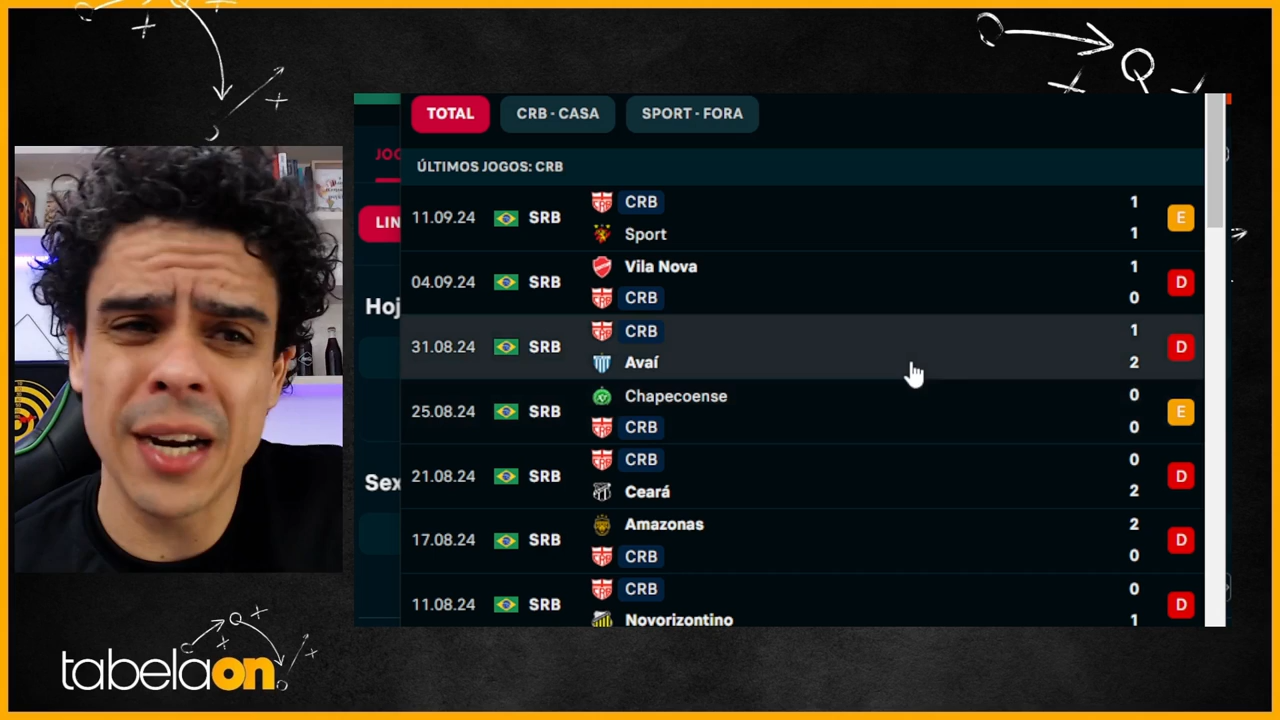 TOTAL
CRB - CASA
SPORT - FORA
JOG
ÚLTIMOS JOGOS: CRB
LIN
Hoj
Sex
11.09.24 SRB CRB 1
Sport 1 E
04.09.24 SRB Vila Nova 1
CRB 0 D
31.08.24 SRB CRB 1
Avaí 2 D
25.08.24 SRB Chapecoense 0
CRB 0 E
21.08.24 SRB CRB 0
Ceará 2 D
17.08.24 SRB Amazonas 2
CRB 0 D
11.08.24 SRB CRB 0
Novorizontino 1 D
tabelaon